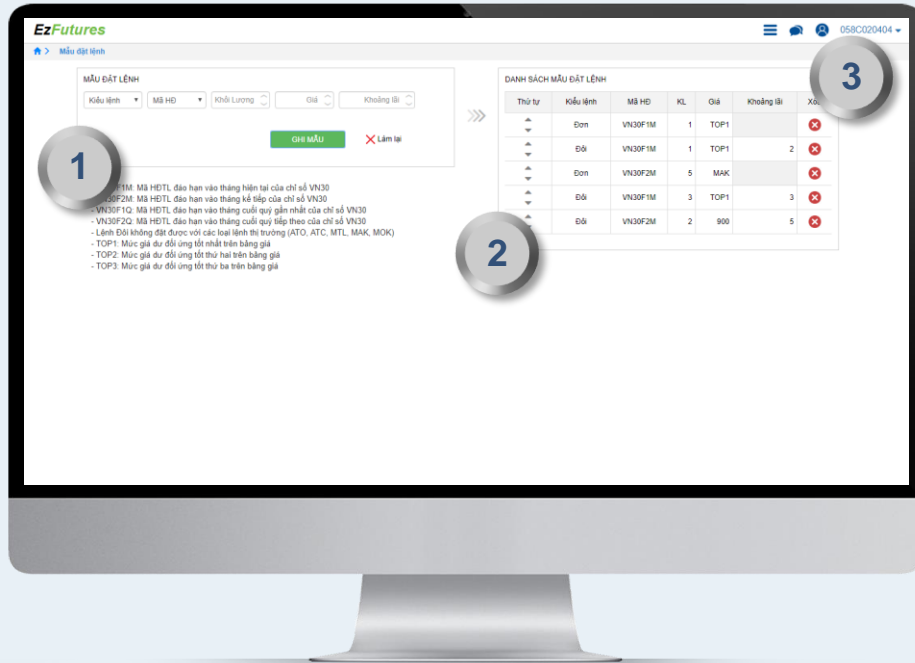 EzFutures
058C020404
Mẫu đặt lệnh
3
MẪU ĐẶT LỆNH
Kiểu lệnh Mã HĐ Khối Lượng Giá Khoảng lãi
GHI MẪU Làm lại
1
F1M: Mã HĐTL đáo hạn vào tháng hiện tại của chỉ số VN30
F2M: Mã HĐTL đáo hạn vào tháng kế tiếp của chỉ số VN30
- VN30F1Q: Mã HĐTL đáo hạn vào tháng cuối quý gần nhất của chỉ số VN30
- VN30F2Q: Mã HĐTL đáo hạn vào tháng cuối quý tiếp theo của chỉ số VN30
- Lệnh Đôi không đặt được với các loại lệnh thị trường (ATO, ATC, MTL, MAK, MOK)
- TOP1: Mức giá dư đối ứng tốt nhất trên bảng giá
- TOP2: Mức giá dư đối ứng tốt thứ hai trên bảng giá
- TOP3: Mức giá dư đối ứng tốt thứ ba trên bảng giá
DANH SÁCH MẪU ĐẶT LỆNH
Thứ tự Kiểu lệnh Mã HĐ KL Giá Khoảng lãi
Đơn VN30F1M 1 TOP1
Đôi VN30F1M 1 TOP1 2
Đơn VN30F2M 5 MAK
Đôi VN30F1M 3 TOP1 3
Đôi VN30F2M 2 900 5
2